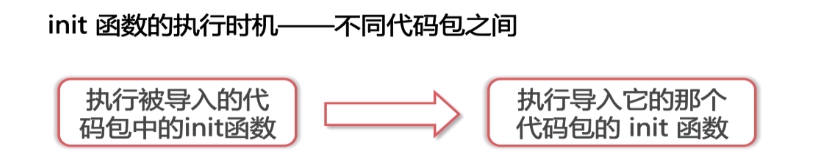 init 函数的执行时机——不同代码包之间
执行被导入的代
码包中的init函数
执行导入它的那个
代码包的 init 函数